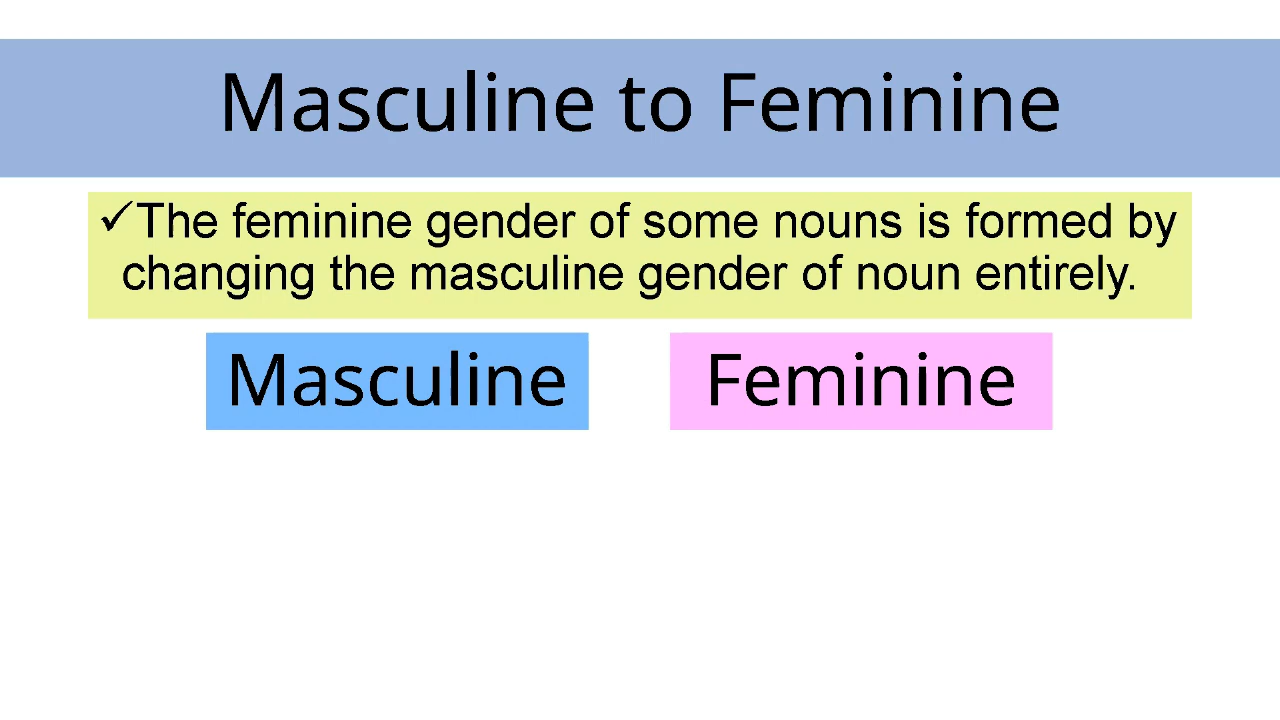 Masculine to Feminine
✓The feminine gender of some nouns is formed by
changing the masculine gender of noun entirely.
Masculine Feminine